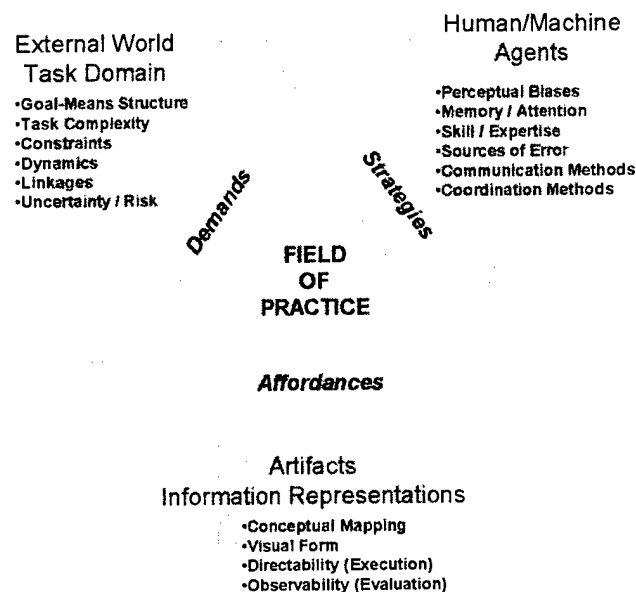 External World
Task Domain
•Goal-Means Structure
•Task Complexity
•Constraints
•Dynamics
•Linkages
•Uncertainty / Risk
Human/Machine
Agents
•Perceptual Biases
•Memory / Attention
•Skill / Expertise
•Sources of Error
•Communication Methods
•Coordination Methods
Demands
Strategies
FIELD
OF
PRACTICE
Affordances
Artifacts
Information Representations
•Conceptual Mapping
•Visual Form
•Directability (Execution)
•Observability (Evaluation)